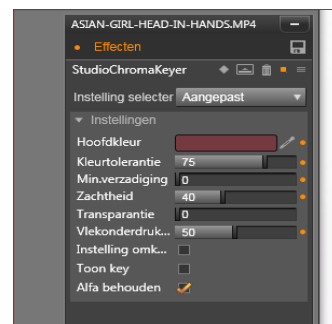 ASIAN-GIRL-HEAD-IN-HANDS.MP4
Effecten
StudioChromaKeyer
Instelling selecter Aangepast
Instellingen
Hoofdkleur
Kleurtolerantie 75
Min.verzadiging 0
Zachtheid 40
Transparantie 0
Vlekonderdruk... 50
Instelling omk...
Toon key
Alfa behouden